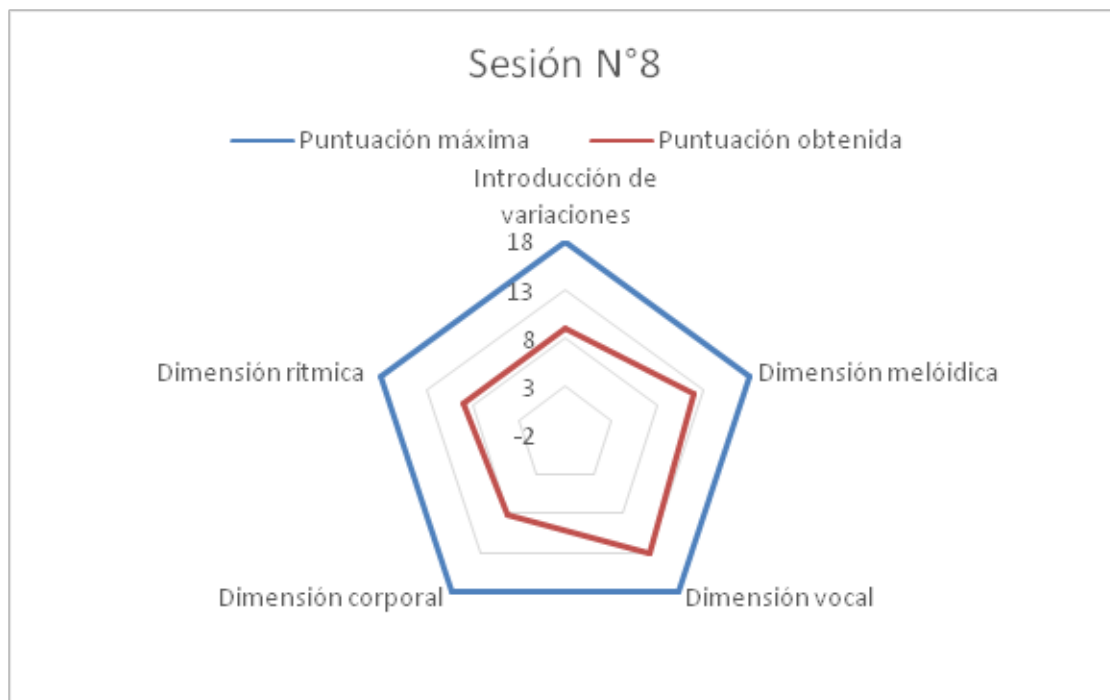 Sesión N°8
Puntuación máxima
Puntuación obtenida
Introducción de
variaciones
18
13
8
3
-2
Dimensión melóidica
Dimensión vocal
Dimensión corporal
Dimensión ritmica